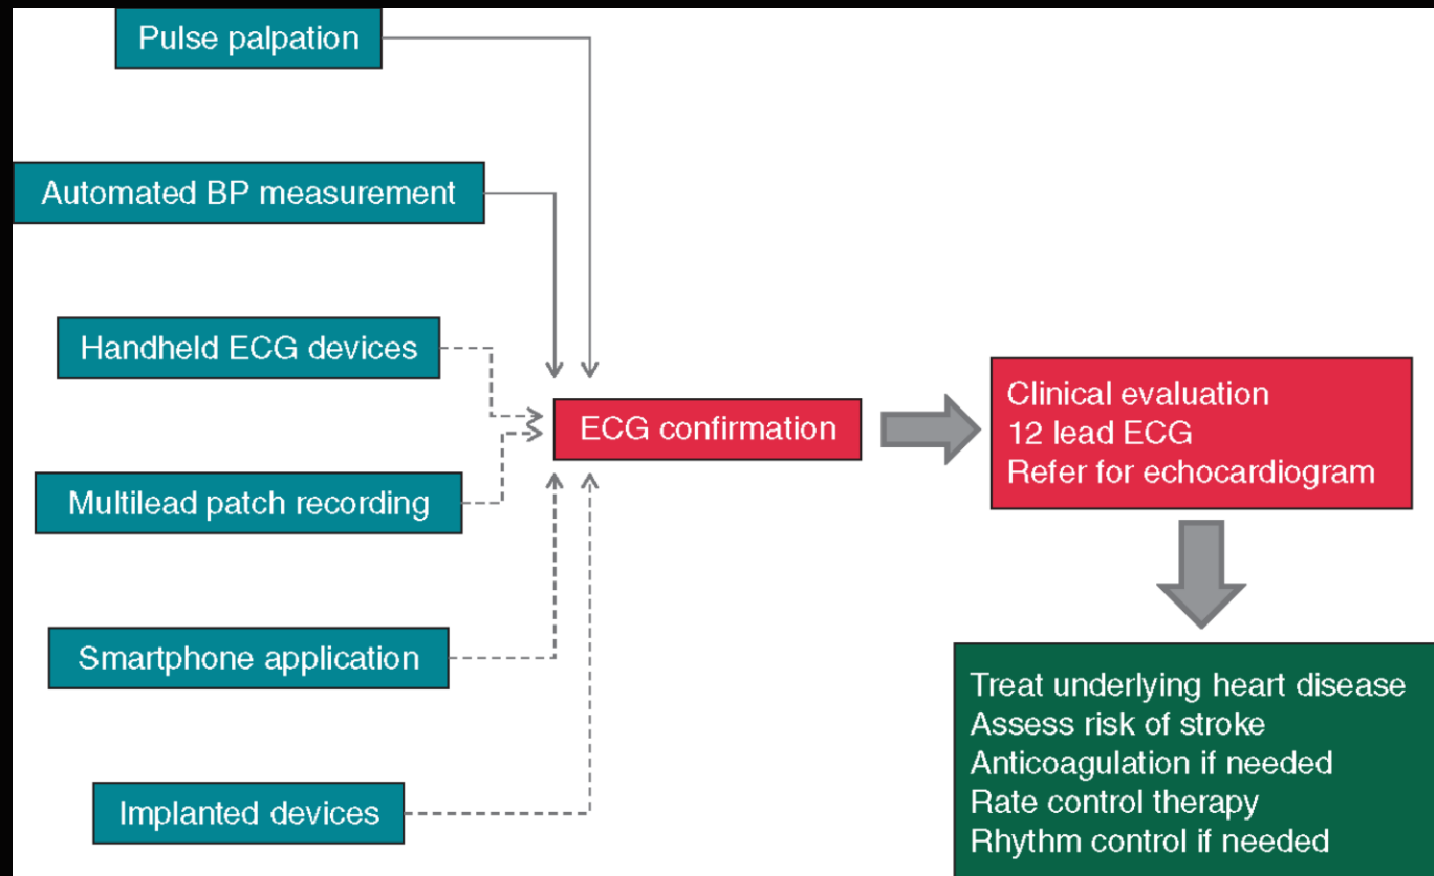 Pulse palpation
Automated BP measurement
Handheld ECG devices
Multilead patch recording
Smartphone application
Implanted devices
ECG confirmation
Clinical evaluation
12 lead ECG
Refer for echocardiogram
Treat underlying heart disease
Assess risk of stroke
Anticoagulation if needed
Rate control therapy
Rhythm control if needed